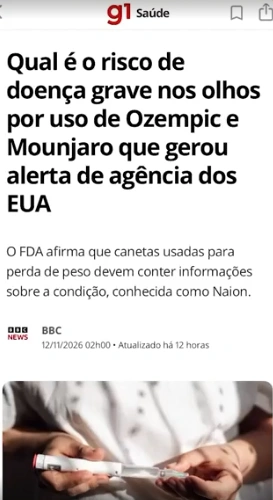 g1 Saúde
Qual é o risco de
doença grave nos olhos
por uso de Ozempic e
Mounjaro que gerou
alerta de agência dos
EUA
O FDA afirma que canetas usadas para
perda de peso devem conter informações
sobre a condição, conhecida como Naion.
BBC
NEWS
BBC
12/11/2026 02h00 • Atualizado há 12 horas